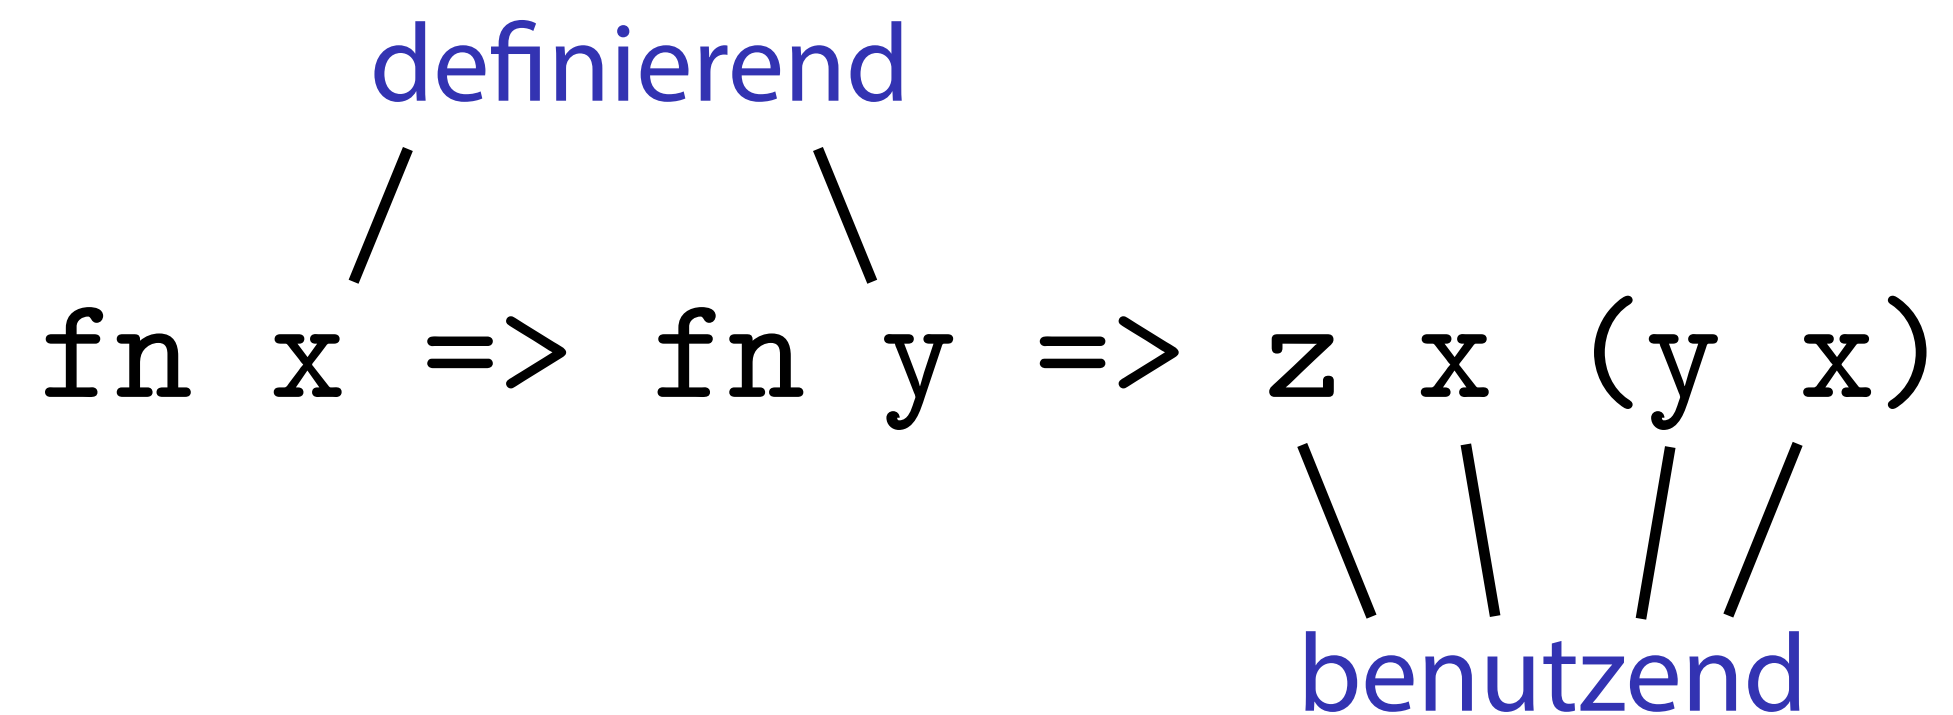 definierend
fn x => fn y => z x (y x)
benutzend